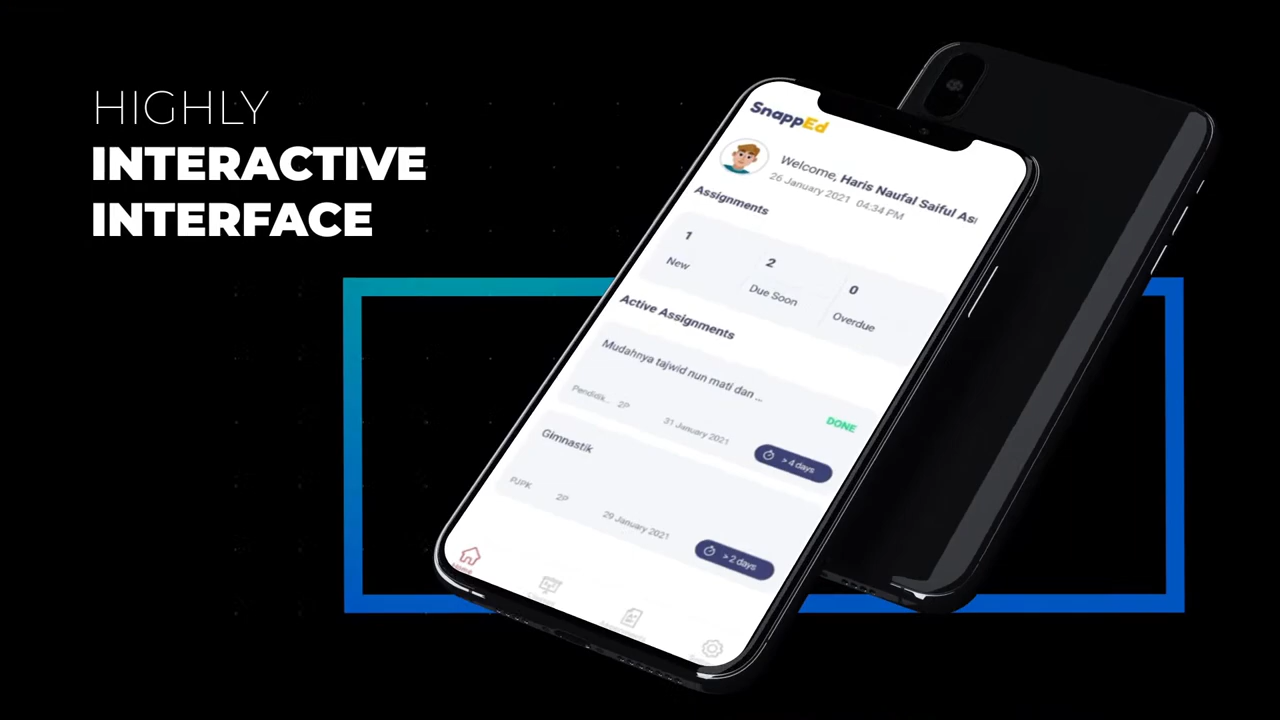 HIGHLY
INTERACTIVE
INTERFACE
SnappEd
Welcome, Haris Naufal Saiful
26 January 2021 04:34 PM
Assignments
1
New
2
Due Soon
0
Overdue
Active Assignments
Mudahnya tajwid nun mati dan ...
DONE
Pendidik... 2P
31 January 2021
> 4 days
Gimnastik
PJPK 2P
29 January 2021
> 2 days
Home